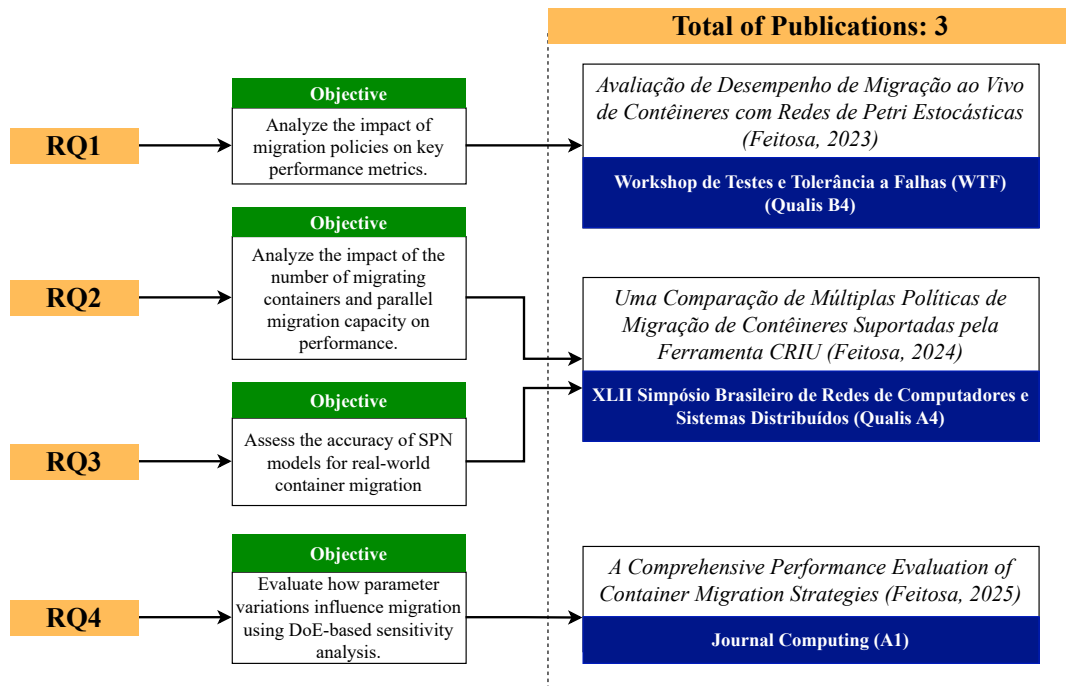 Total of Publications: 3
RQ1
Objective
Analyze the impact of
migration policies on key
performance metrics.
Avaliação de Desempenho de Migração ao Vivo
de Contêineres com Redes de Petri Estocásticas
(Feitosa, 2023)
Workshop de Testes e Tolerância a Falhas (WTF)
(Qualis B4)
RQ2
Objective
Analyze the impact of the
number of migrating
containers and parallel
migration capacity on
performance.
Uma Comparação de Múltiplas Políticas de
Migração de Contêineres Suportadas pela
Ferramenta CRIU (Feitosa, 2024)
XLII Simpósio Brasileiro de Redes de Computadores e
Sistemas Distribuídos (Qualis A4)
RQ3
Objective
Assess the accuracy of SPN
models for real-world
container migration
RQ4
Objective
Evaluate how parameter
variations influence migration
using DoE-based sensitivity
analysis.
A Comprehensive Performance Evaluation of
Container Migration Strategies (Feitosa, 2025)
Journal Computing (A1)